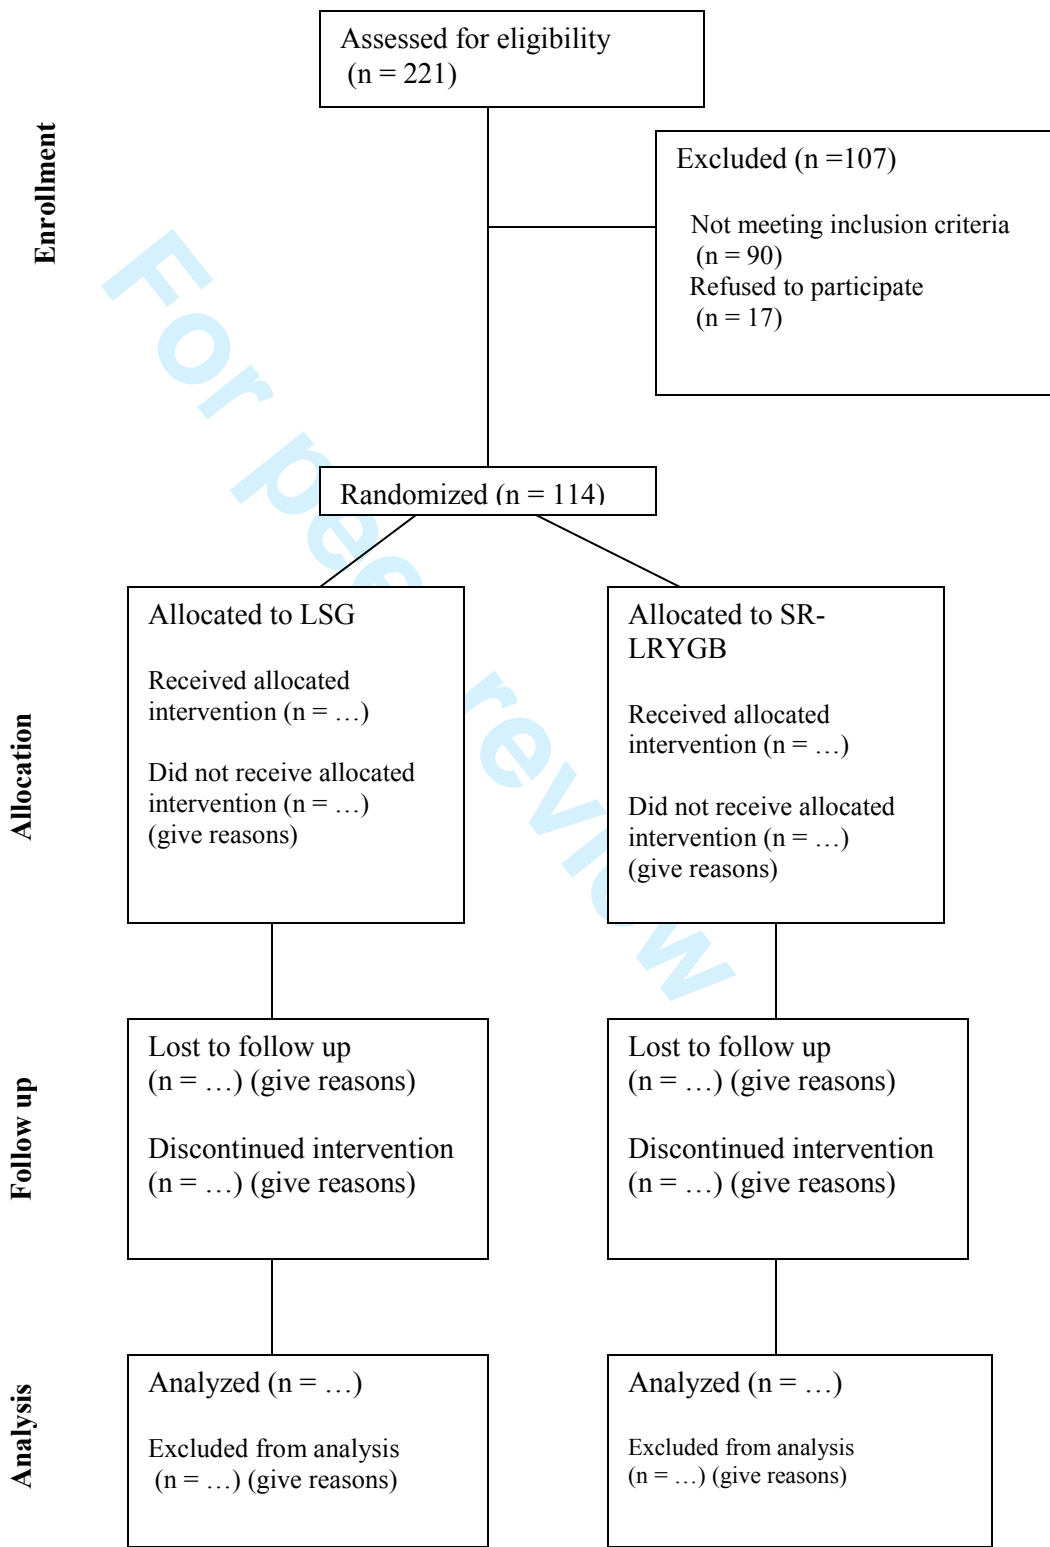 Assessed for eligibility
(n = 221)
Enrollment
Excluded (n =107)
Not meeting inclusion criteria
(n = 90)
Refused to participate
(n = 17)
For peer review
Randomized (n = 114)
Allocation
Allocated to LSG
Received allocated
intervention (n = …)
Did not receive allocated
intervention (n = …)
(give reasons)
Allocated to SR-
LRYGB
Received allocated
intervention (n = …)
Did not receive allocated
intervention (n = …)
(give reasons)
Follow up
Lost to follow up
(n = …) (give reasons)
Discontinued intervention
(n = …) (give reasons)
Lost to follow up
(n = …) (give reasons)
Discontinued intervention
(n = …) (give reasons)
Analysis
Analyzed (n = …)
Excluded from analysis
(n = …) (give reasons)
Analyzed (n = …)
Excluded from analysis
(n = …) (give reasons)